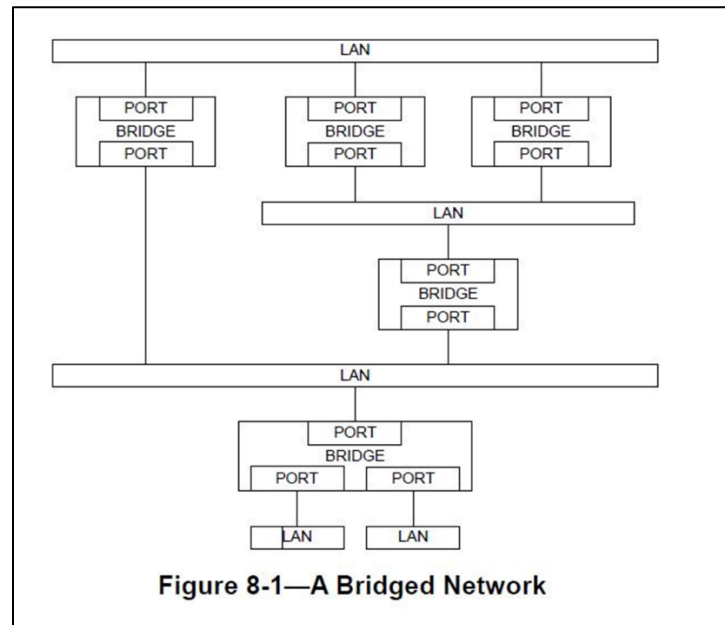 LAN
PORT PORT PORT
BRIDGE BRIDGE BRIDGE
PORT PORT PORT
LAN
PORT
BRIDGE
PORT
LAN
PORT
BRIDGE
PORT PORT
LAN LAN
Figure 8-1—A Bridged Network